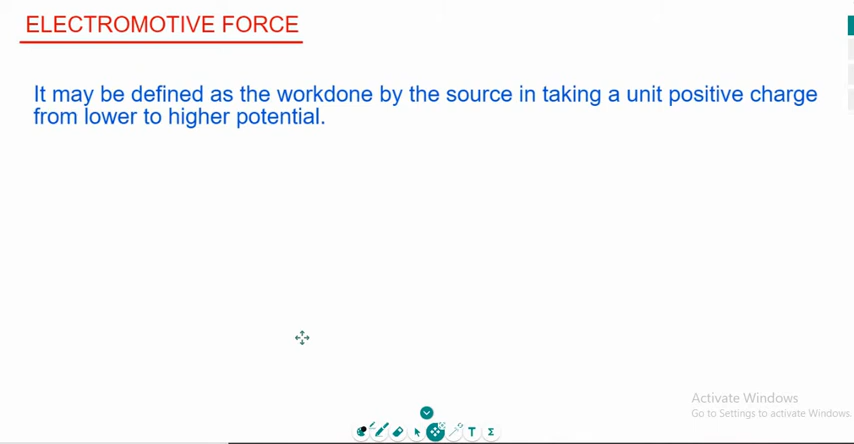 ELECTROMOTIVE FORCE
It may be defined as the workdone by the source in taking a unit positive charge
from lower to higher potential.
Activate Windows
Go to Settings to activate Windows.
T
Σ